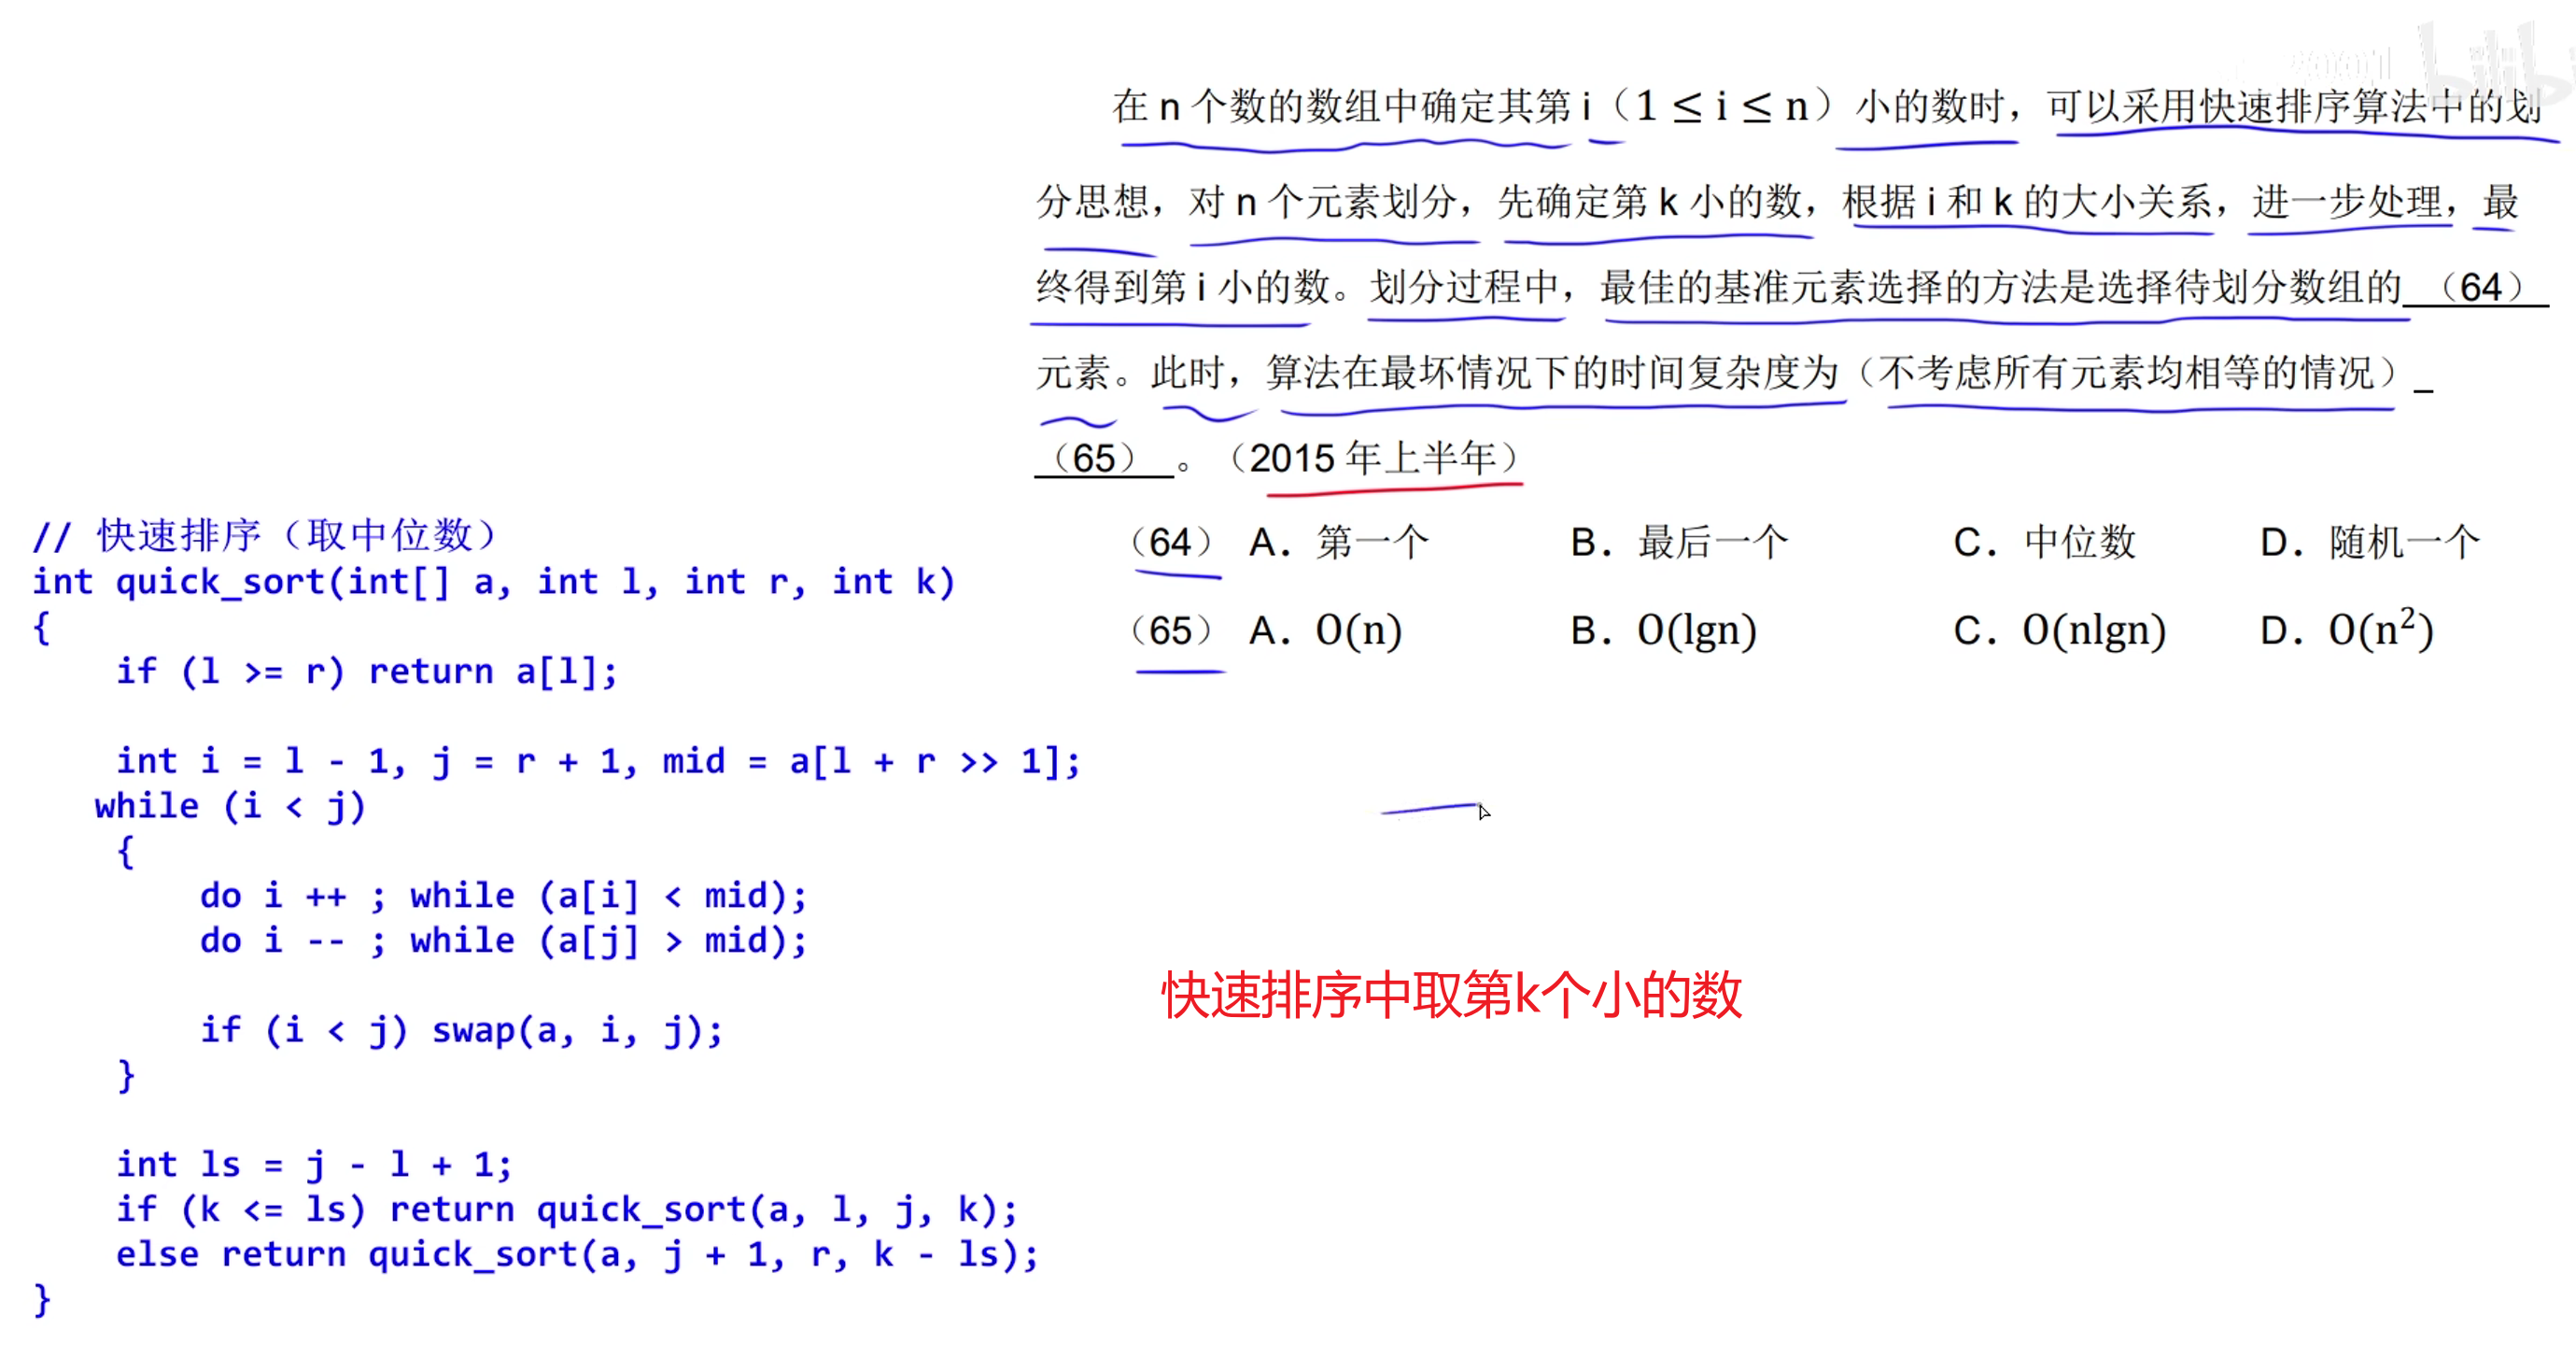 在 n 个数的数组中确定其第 i（1 ≤ i ≤ n）小的数时，可以采用快速排序算法中的划
分思想，对 n 个元素划分，先确定第 k 小的数，根据 i 和 k 的大小关系，进一步处理，最
终得到第 i 小的数。划分过程中，最佳的基准元素选择的方法是选择待划分数组的（64）
元素。此时，算法在最坏情况下的时间复杂度为（不考虑所有元素均相等的情况）_
（65）。（2015 年上半年）
（64） A. 第一个 B. 最后一个 C. 中位数 D. 随机一个
（65） A. O(n) B. O(lgn) C. O(nlgn) D. O(n²)
// 快速排序（取中位数）
int quick_sort(int[] a, int l, int r, int k)
{
if (l >= r) return a[l];
int i = l - 1, j = r + 1, mid = a[l + r >> 1];
while (i < j)
{
do i ++ ; while (a[i] < mid);
do i -- ; while (a[j] > mid);
if (i < j) swap(a, i, j);
}
int ls = j - l + 1;
if (k <= ls) return quick_sort(a, l, j, k);
else return quick_sort(a, j + 1, r, k - ls);
}
快速排序中取第k个小的数